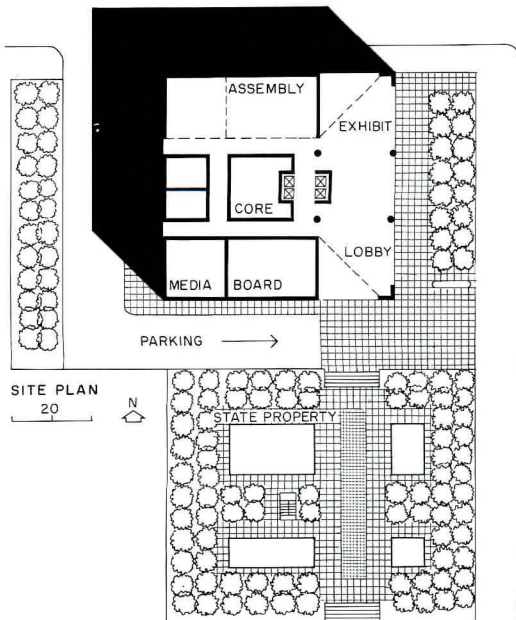 ASSEMBLY
EXHIBIT
CORE
LOBBY
MEDIA
BOARD
PARKING
SITE PLAN
20
N
STATE PROPERTY